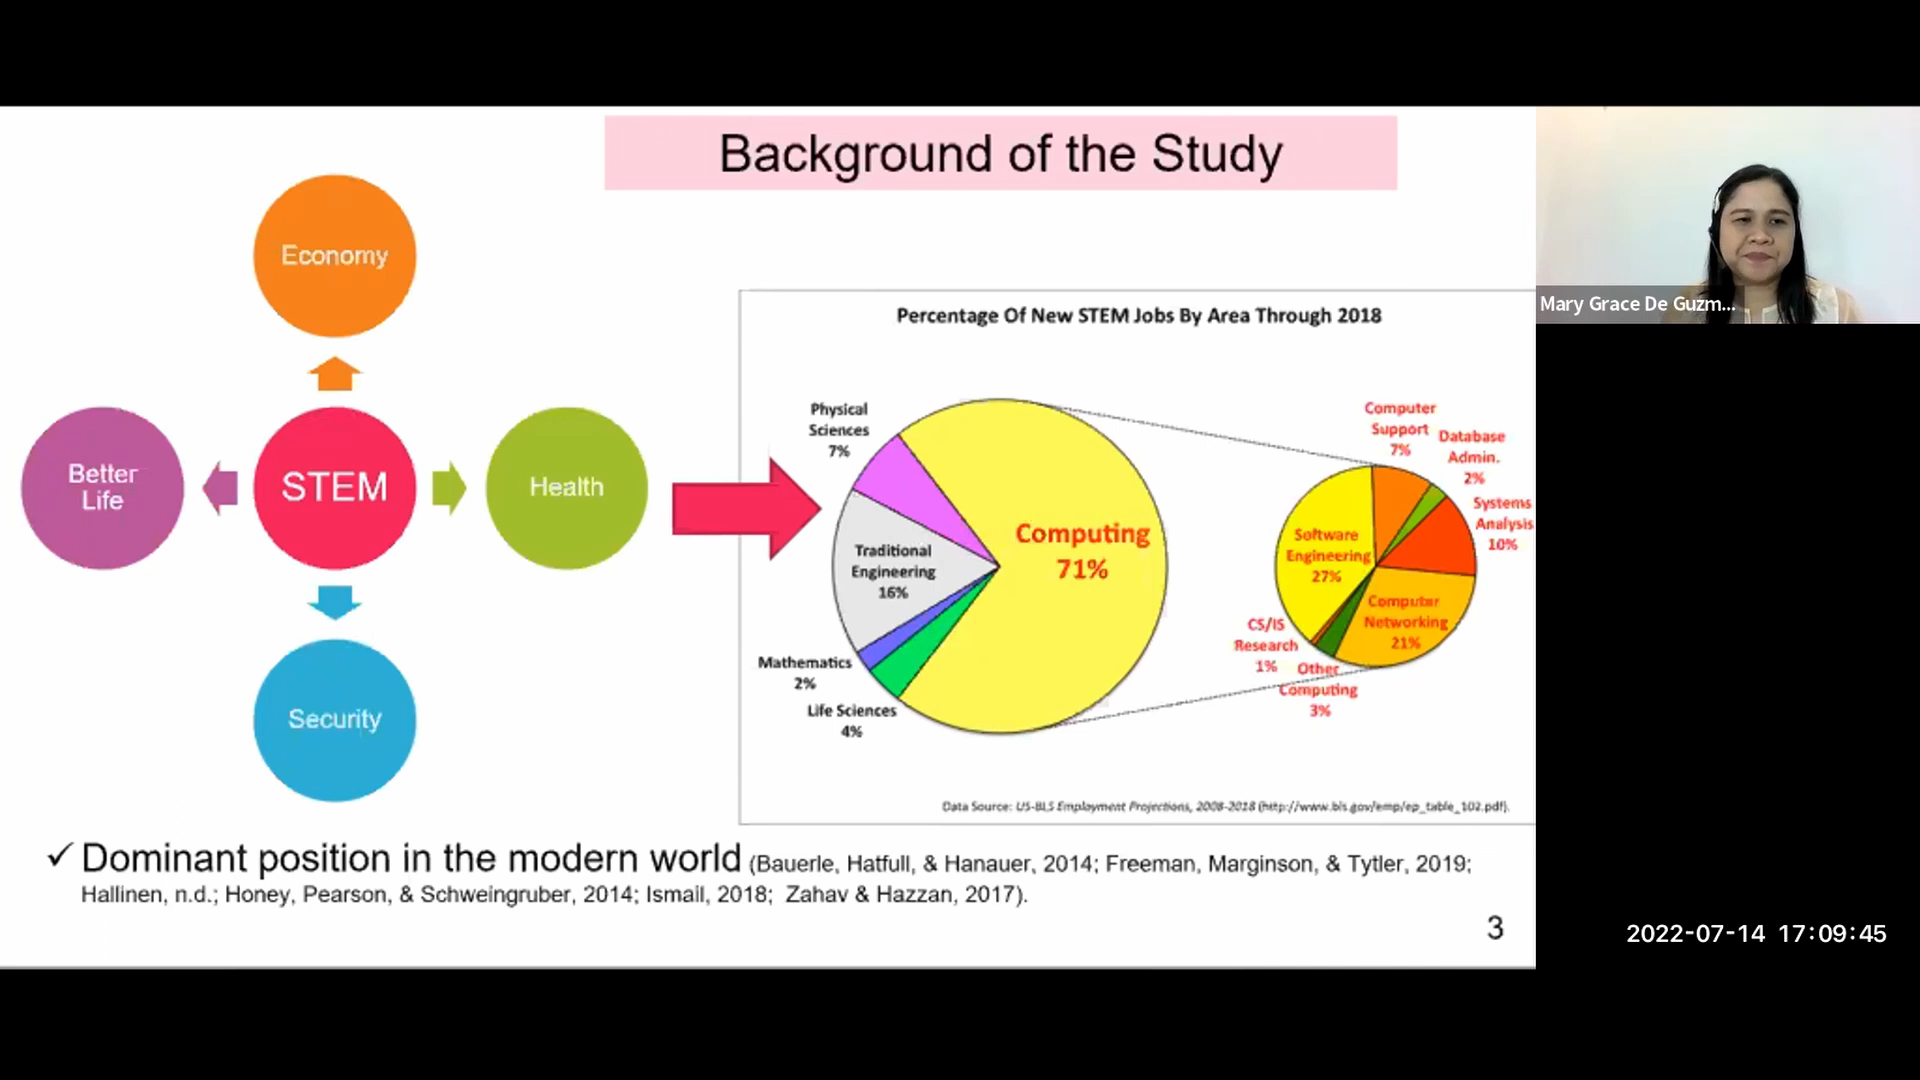 Background of the Study
Economy
Better
Life
STEM
Health
Security
Percentage Of New STEM Jobs By Area Through 2018
Physical
Sciences
7%
Traditional
Engineering
16%
Mathematics
2%
Life Sciences
4%
Computing
71%
Computer
Support
7%
Database
Admin.
2%
Systems
Analysis
10%
Software
Engineering
27%
Computer
Networking
21%
CS/IS
Research
1%
Other
Computing
3%
Data Source: US-BLS Employment Projections, 2008-2018 (http://www.bls.gov/emp/ep_table_102.pdf).
✓ Dominant position in the modern world (Bauerle, Hatfull, & Hanauer, 2014; Freeman, Marginson, & Tytler, 2019;
Hallinen, n.d.; Honey, Pearson, & Schweingruber, 2014; Ismail, 2018; Zahav & Hazzan, 2017).
3
Mary Grace De Guzm...
2022-07-14 17:09:45